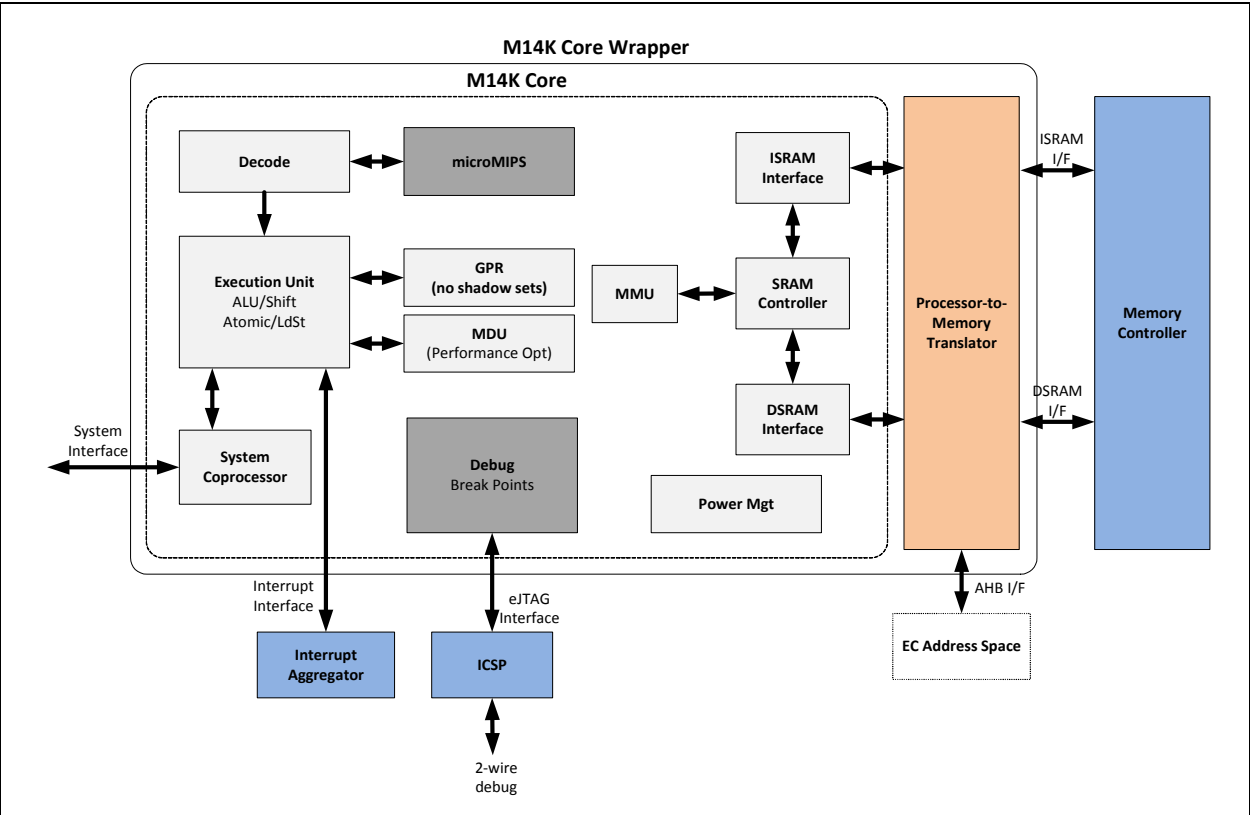 M14K Core Wrapper
M14K Core
Decode
microMIPS
ISRAM
Interface
ISRAM
I/F
Execution Unit
ALU/Shift
Atomic/LdSt
GPR
(no shadow sets)
MDU
(Performance Opt)
MMU
SRAM
Controller
Processor-to-
Memory
Translator
Memory
Controller
DSRAM
Interface
DSRAM
I/F
System
Interface
System
Coprocessor
Debug
Break Points
Power Mgt
Interrupt
Interface
eJTAG
Interface
AHB I/F
Interrupt
Aggregator
ICSP
EC Address Space
2-wire
debug